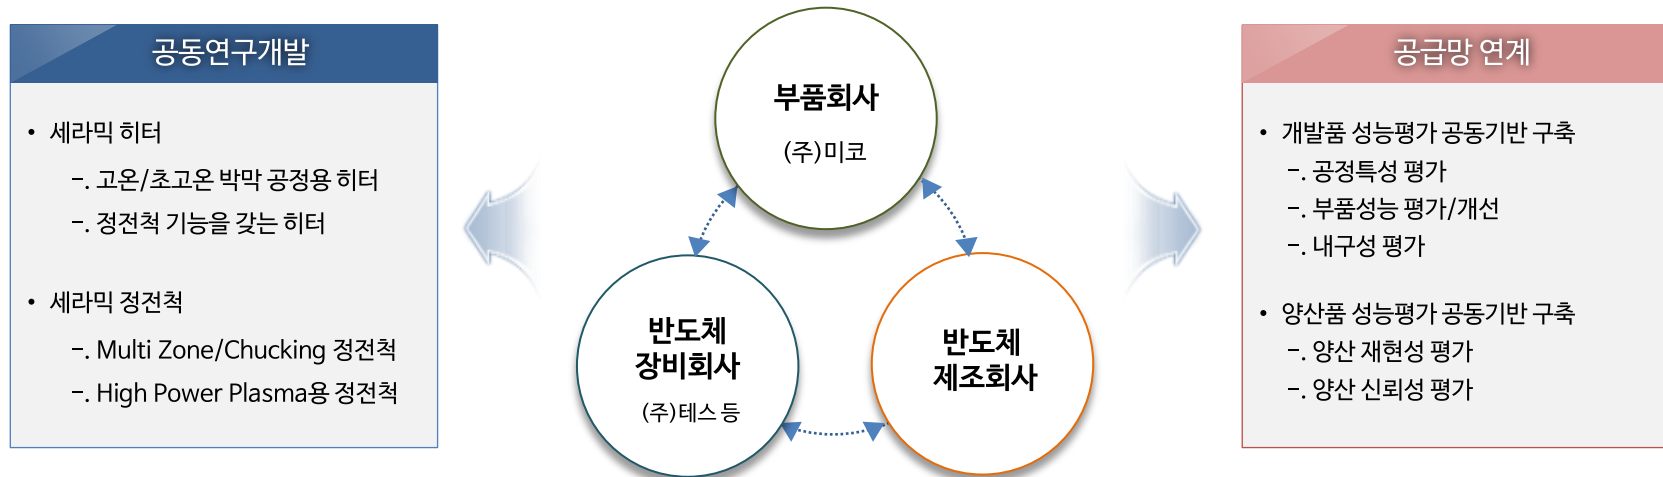 공동연구개발
• 세라믹 히터
-. 고온/초고온 박막 공정용 히터
-. 정전척 기능을 갖는 히터
• 세라믹 정전척
-. Multi Zone/Chucking 정전척
-. High Power Plasma용 정전척
부품회사
(주)미코
반도체
장비회사
(주)테스 등
반도체
제조회사
공급망 연계
• 개발품 성능평가 공동기반 구축
-. 공정특성 평가
-. 부품성능 평가/개선
-. 내구성 평가
• 양산품 성능평가 공동기반 구축
-. 양산 재현성 평가
-. 양산 신뢰성 평가